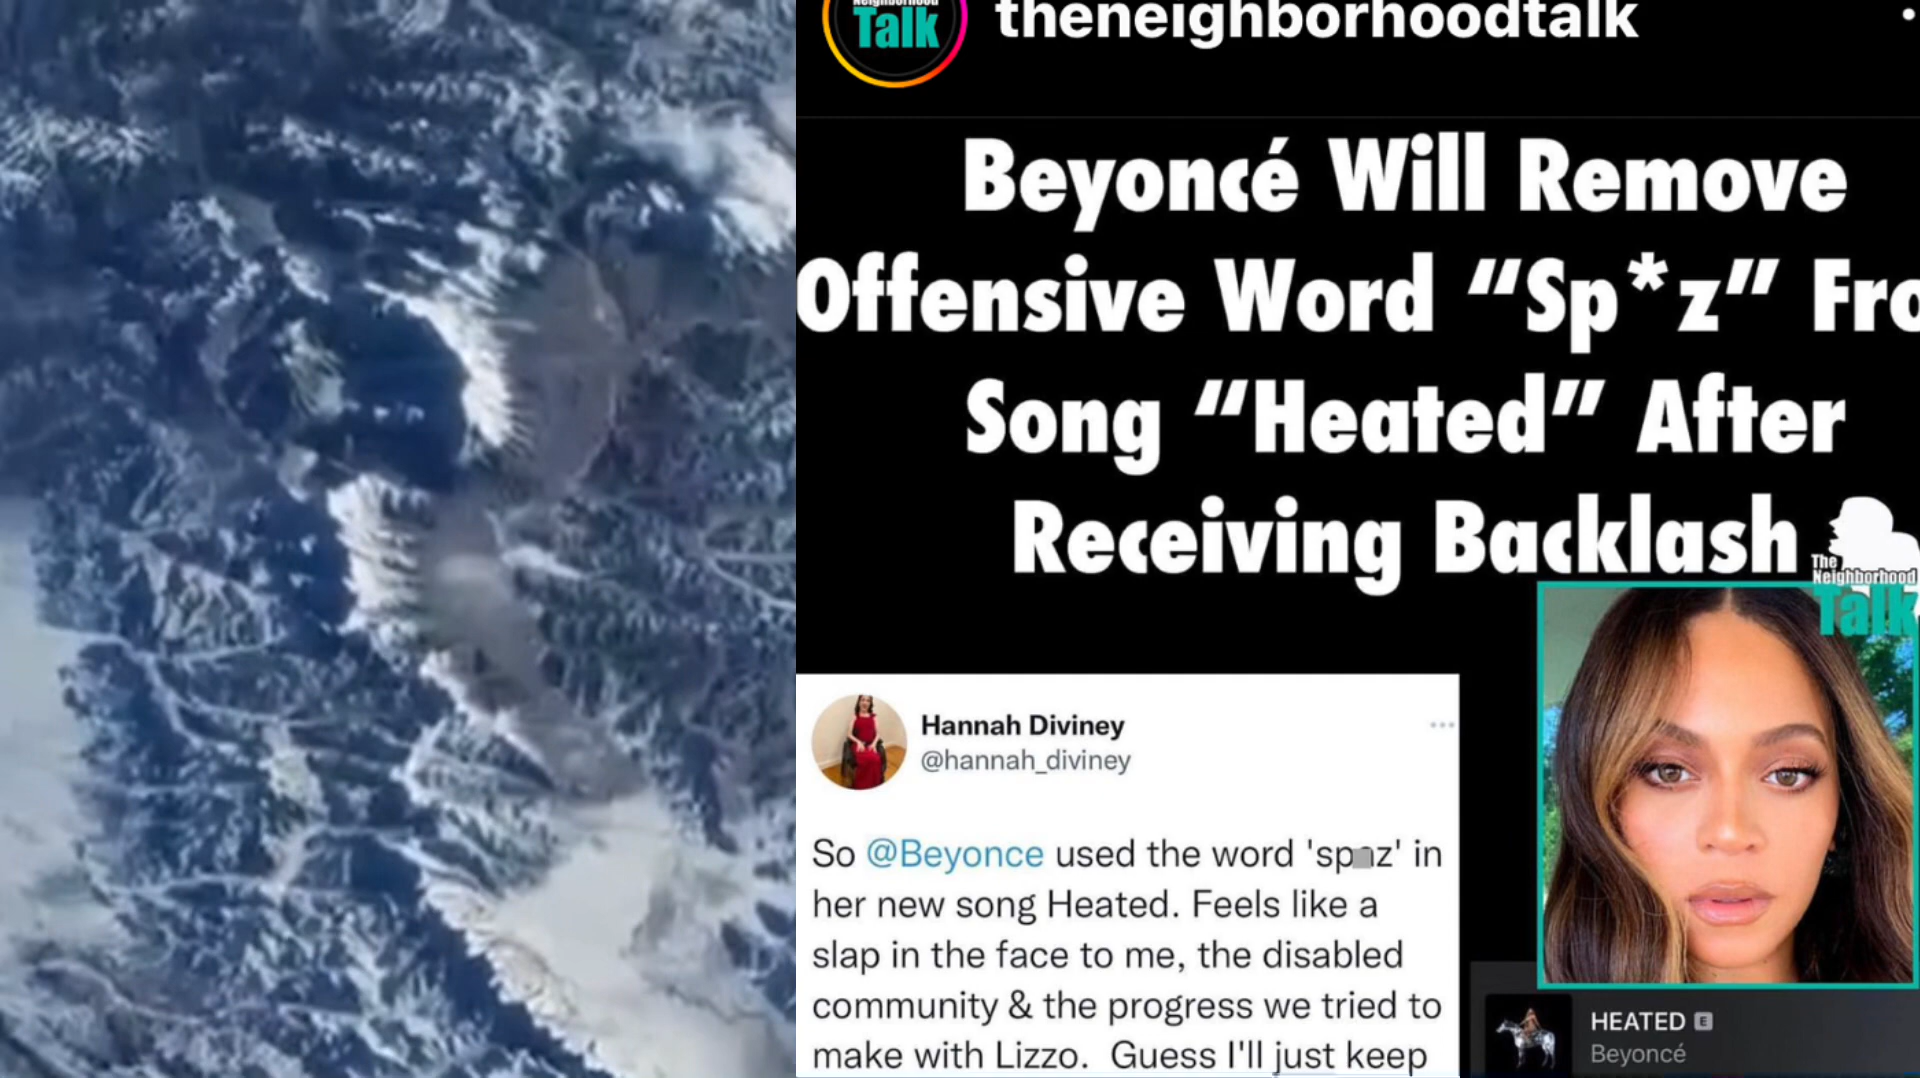 Neighborhood
Talk
theneighborhoodtalk
Beyoncé Will Remove
Offensive Word “Sp*z” Fro
Song “Heated” After
Receiving Backlash
The
Neighborhood
Talk
Hannah Diviney
@hannah_diviney
So @Beyonce used the word 'spaz' in
her new song Heated. Feels like a
slap in the face to me, the disabled
community & the progress we tried to
make with Lizzo. Guess I'll just keep
HEATED E
Beyoncé